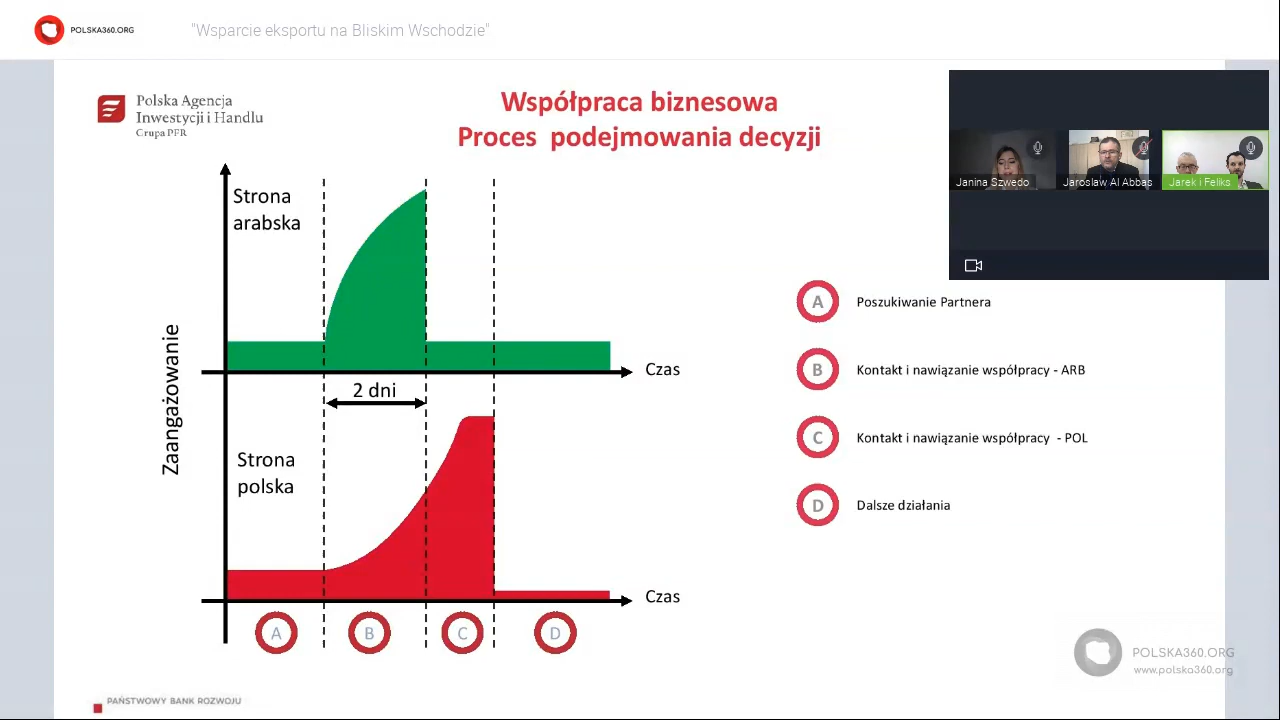 POLSKA360.ORG
"Wsparcie eksportu na Bliskim Wschodzie"
Polska Agencja
Inwestycji i Handlu
Grupa PFR
Współpraca biznesowa
Proces podejmowania decyzji
Janina Szwedo
Jaroslaw Al Abbas
Jarek i Feliks
Strona
arabska
Zaangażowanie
Czas
2 dni
Strona
polska
Czas
A
B
C
D
A
Poszukiwanie Partnera
B
Kontakt i nawiązanie współpracy - ARB
C
Kontakt i nawiązanie współpracy - POL
D
Dalsze działania
POLSKA360.ORG
www.polska360.org
PAŃSTWOWY BANK ROZWOJU